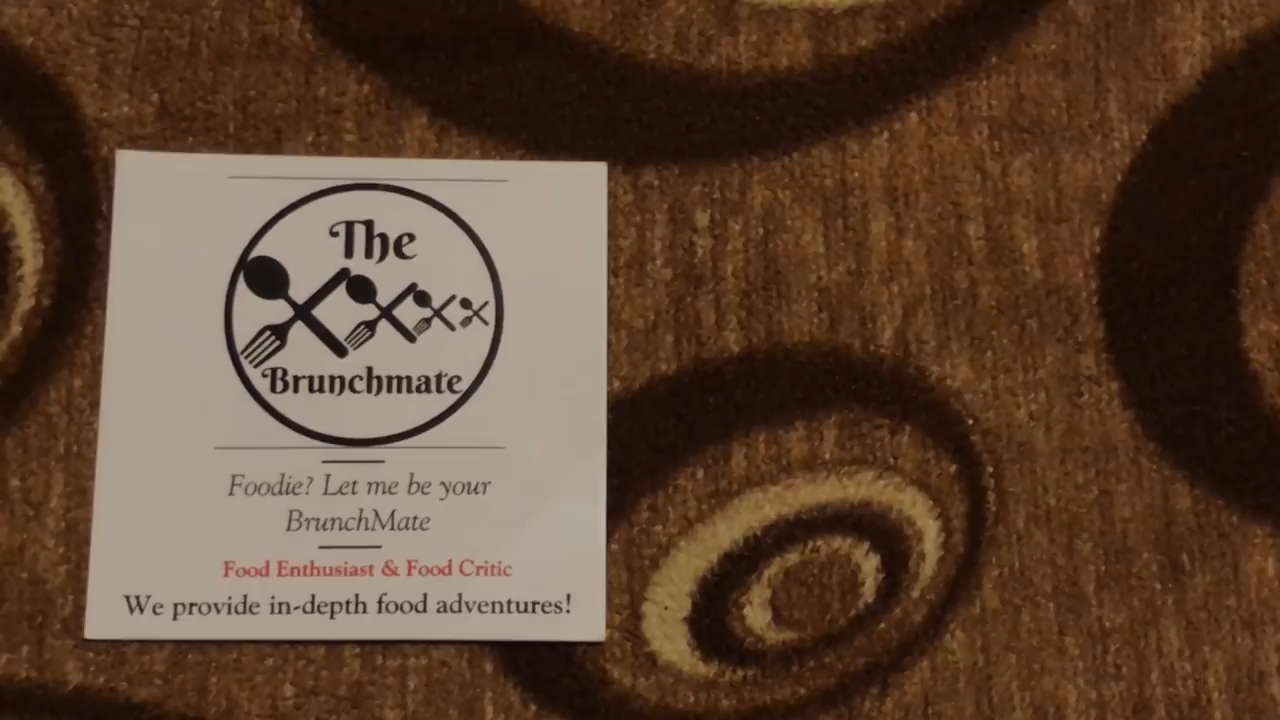 The
Brunchmate
Foodie? Let me be your
BrunchMate
Food Enthusiast & Food Critic
We provide in-depth food adventures!